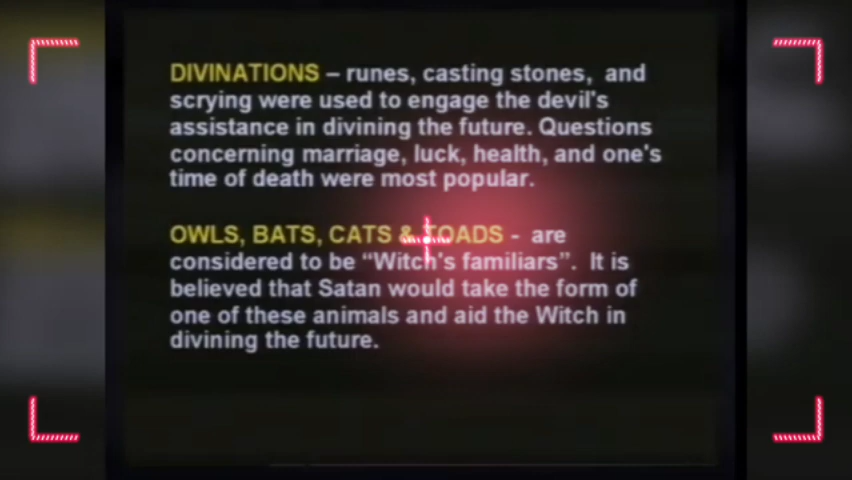 DIVINATIONS – runes, casting stones, and
scrying were used to engage the devil's
assistance in divining the future. Questions
concerning marriage, luck, health, and one's
time of death were most popular.
OWLS, BATS, CATS & TOADS - are
considered to be “Witch's familiars”. It is
believed that Satan would take the form of
one of these animals and aid the Witch in
divining the future.